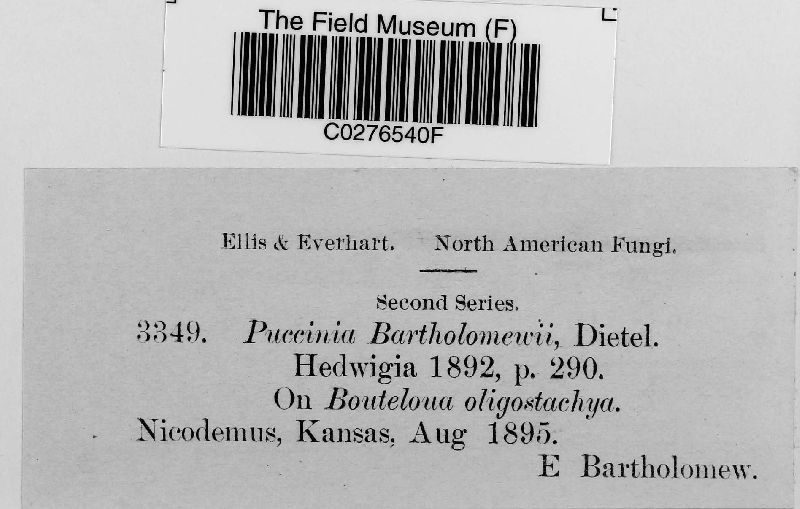 The Field Museum (F)
C0276540F
Ellis & Everhart. North American Fungi.
Second Series.
3349. Puccinia Bartholomewii, Dietel.
Hedwigia 1892, p. 290.
On Bouteloua oligostachya.
Nicodemus, Kansas, Aug 1895.
E Bartholomew.